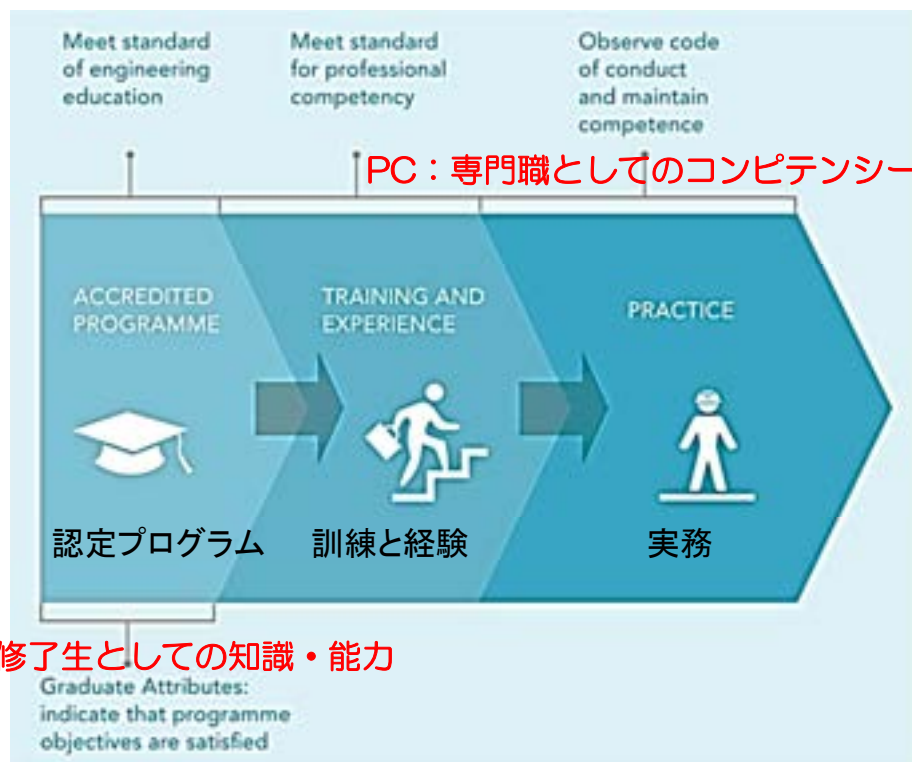 Meet standard
of engineering
education
Meet standard
for professional
competency
Observe code
of conduct
and maintain
competence
PC：専門職としてのコンピテンシー
ACCREDITED
PROGRAMME
TRAINING AND
EXPERIENCE
PRACTICE
認定プログラム
訓練と経験
実務
修了生としての知識・能力
Graduate Attributes:
indicate that programme
objectives are satisfied